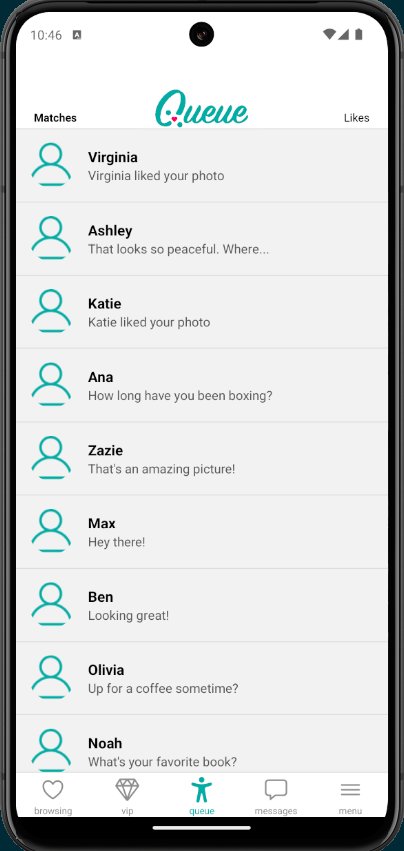 10:46
Queue
Matches
Likes
Virginia
Virginia liked your photo
Ashley
That looks so peaceful. Where...
Katie
Katie liked your photo
Ana
How long have you been boxing?
Zazie
That's an amazing picture!
Max
Hey there!
Ben
Looking great!
Olivia
Up for a coffee sometime?
Noah
What's your favorite book?
browsing
vip
queue
messages
menu